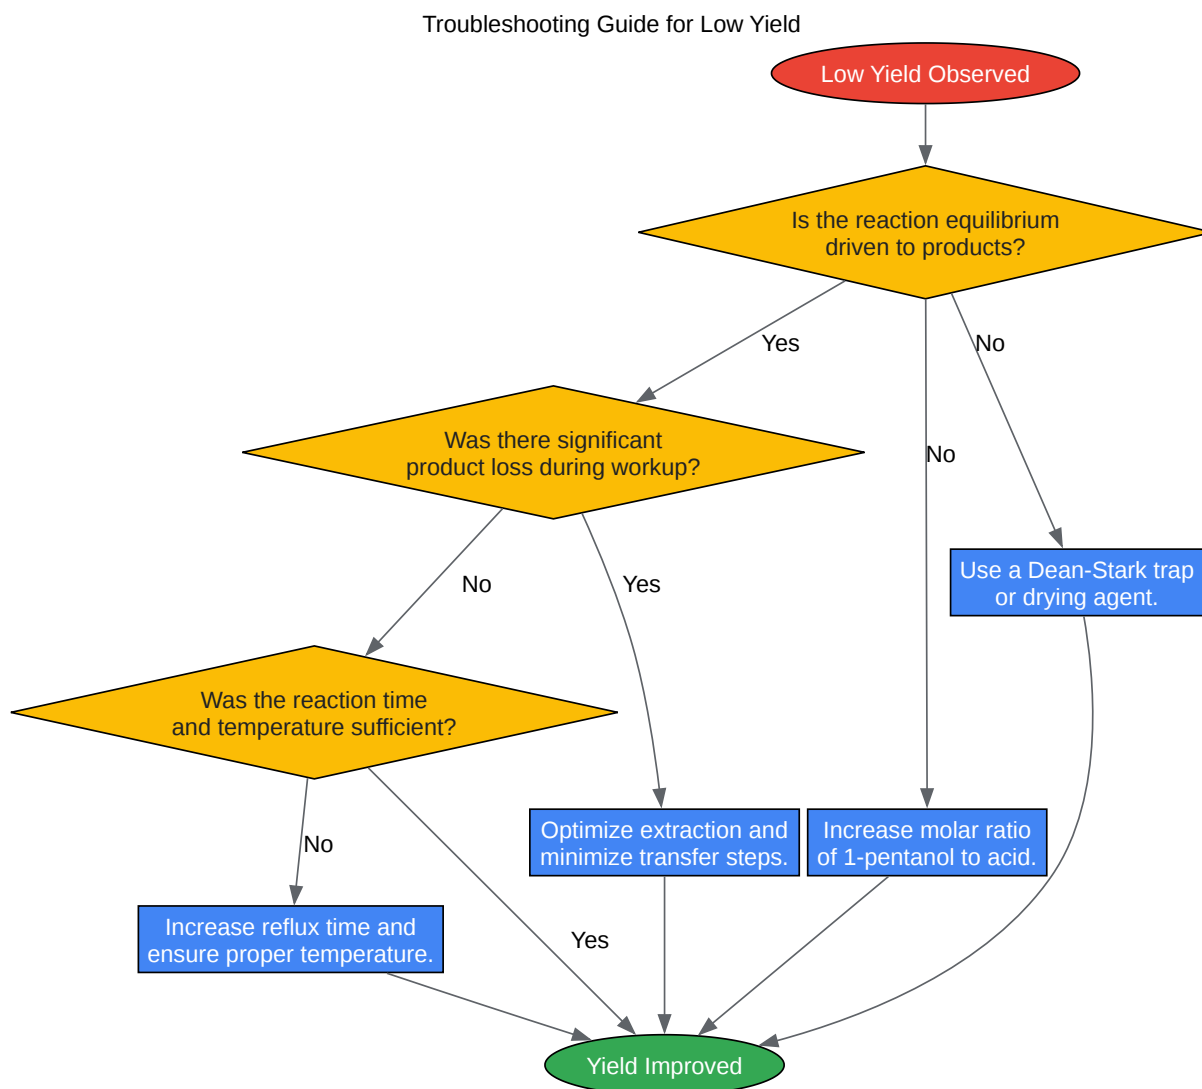 Troubleshooting Guide for Low Yield
Low Yield Observed
Is the reaction equilibrium
driven to products?
Yes
No
Was there significant
product loss during workup?
No
Use a Dean-Stark trap
or drying agent.
No
Yes
Was the reaction time
and temperature sufficient?
Optimize extraction and
minimize transfer steps.
Increase molar ratio
of 1-pentanol to acid.
No
Increase reflux time and
ensure proper temperature.
Yes
Yield Improved